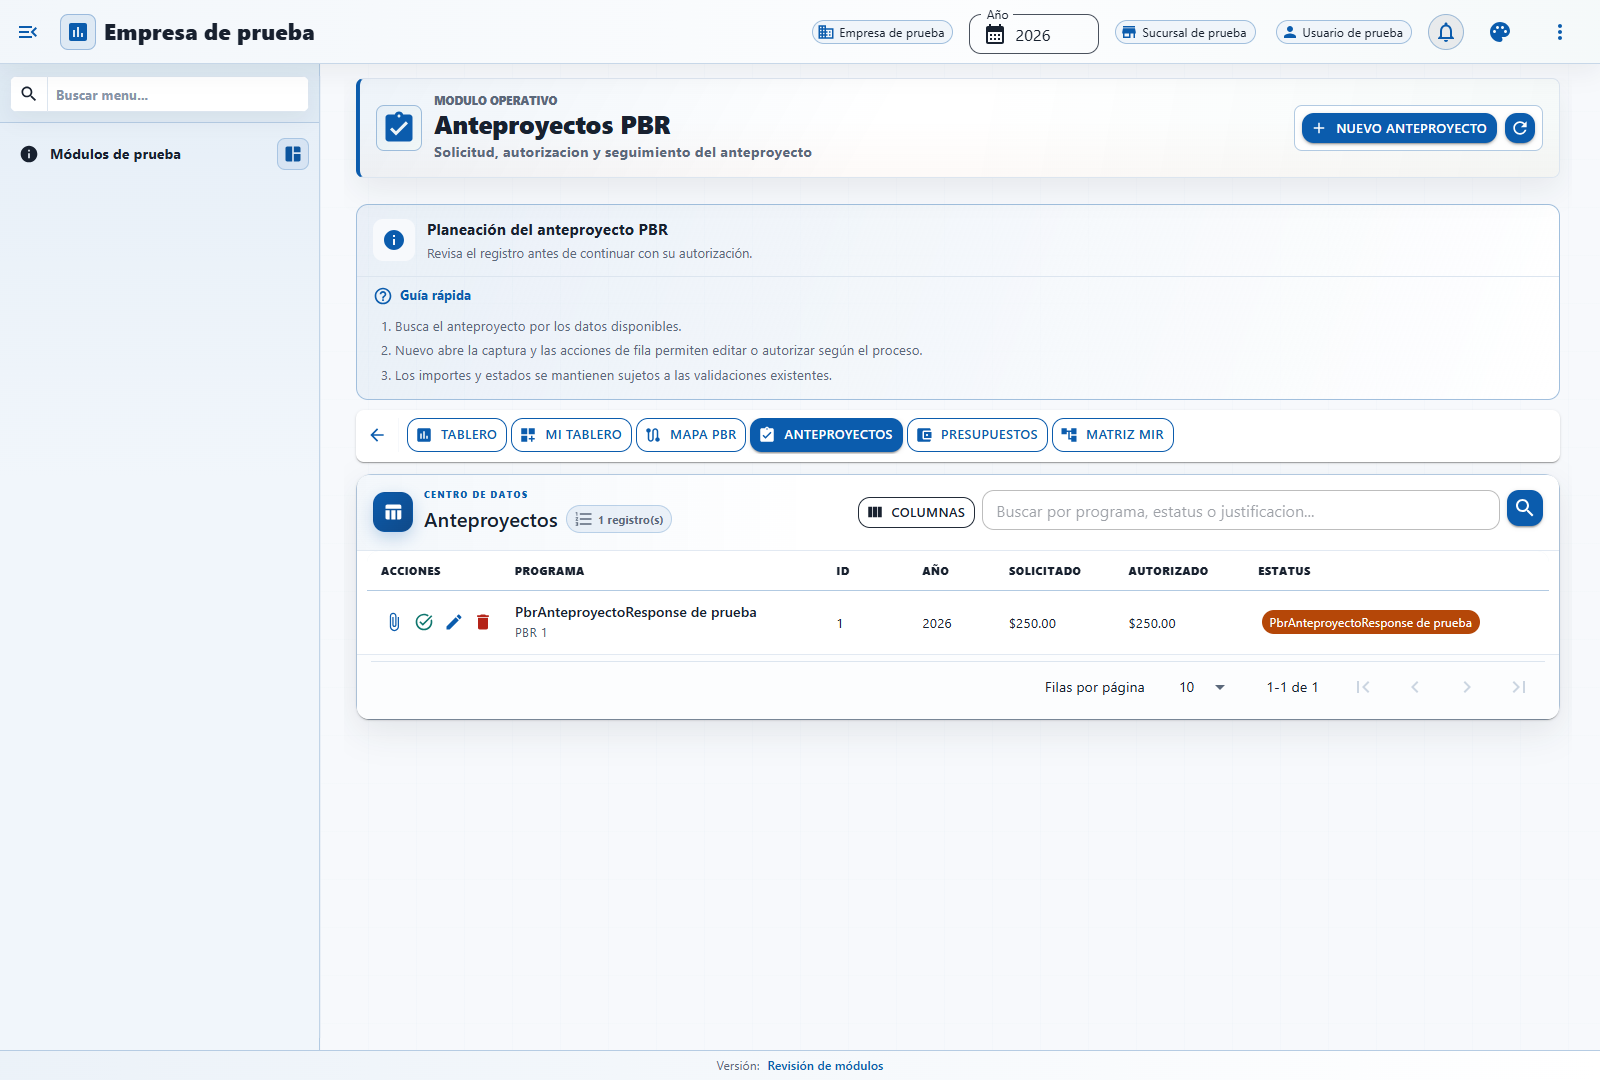 Empresa de prueba
Empresa de prueba
Año
2026
Sucursal de prueba
Usuario de prueba
Buscar menu...
Módulos de prueba
MODULO OPERATIVO
Anteproyectos PBR
Solicitud, autorizacion y seguimiento del anteproyecto
NUEVO ANTEPROYECTO
Planeación del anteproyecto PBR
Revisa el registro antes de continuar con su autorización.
Guía rápida
1. Busca el anteproyecto por los datos disponibles.
2. Nuevo abre la captura y las acciones de fila permiten editar o autorizar según el proceso.
3. Los importes y estados se mantienen sujetos a las validaciones existentes.
TABLERO
MI TABLERO
MAPA PBR
ANTEPROYECTOS
PRESUPUESTOS
MATRIZ MIR
CENTRO DE DATOS
Anteproyectos
1 registro(s)
COLUMNAS
Buscar por programa, estatus o justificacion...
ACCIONES PROGRAMA ID AÑO SOLICITADO AUTORIZADO ESTATUS
PbrAnteproyectoResponse de prueba
PBR 1
1 2026 $250.00 $250.00 PbrAnteproyectoResponse de prueba
Filas por página 10 1-1 de 1
Versión: Revisión de módulos